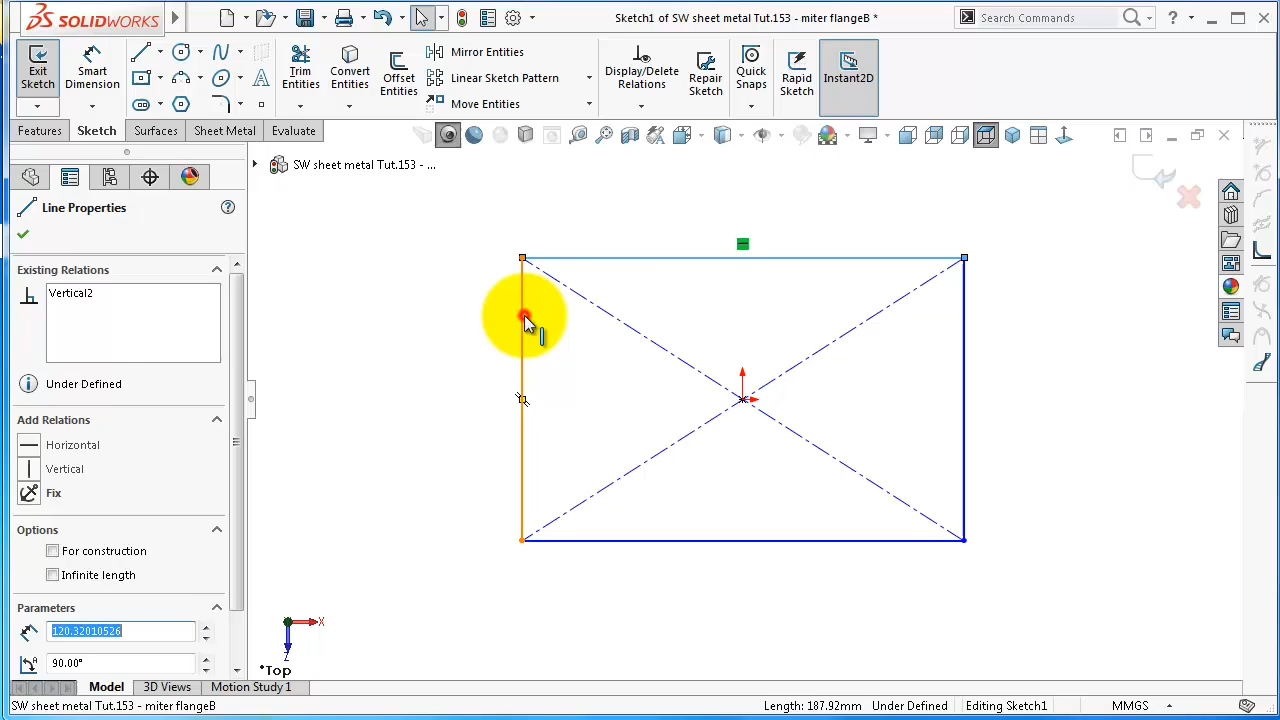 SOLIDWORKS
Sketch1 of SW sheet metal Tut.153 - miter flangeB *
Search Commands
?
Exit Sketch
Smart Dimension
Trim Entities
Convert Entities
Offset Entities
Mirror Entities
Linear Sketch Pattern
Move Entities
Display/Delete Relations
Repair Sketch
Quick Snaps
Rapid Sketch
Instant2D
Features
Sketch
Surfaces
Sheet Metal
Evaluate
SW sheet metal Tut.153 - ...
Line Properties
?
Existing Relations
Vertical2
Under Defined
Add Relations
Horizontal
Vertical
Fix
Options
For construction
Infinite length
Parameters
120.32010526
90.00°
X
Z
*Top
Model
3D Views
Motion Study 1
SW sheet metal Tut.153 - miter flangeB
Length: 187.92mm
Under Defined
Editing Sketch1
MMGS